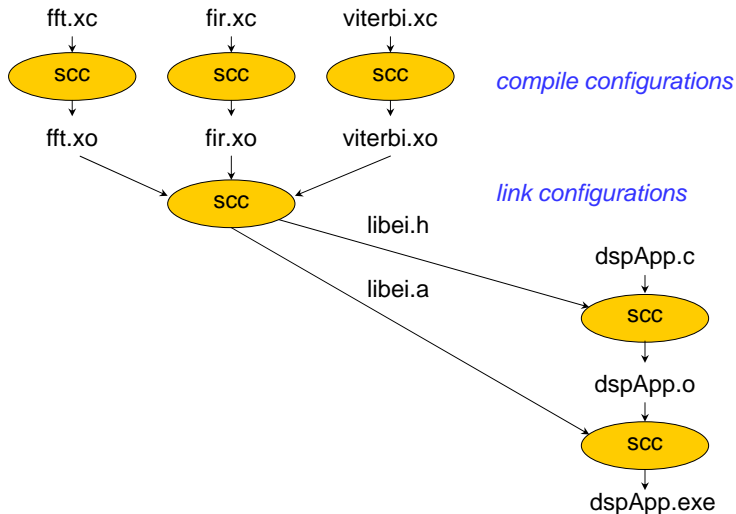 fft.xc fir.xc viterbi.xc
scc scc scc
compile configurations
fft.xo fir.xo viterbi.xo
link configurations
scc
libei.h
dspApp.c
libei.a
scc
dspApp.o
scc
dspApp.exe